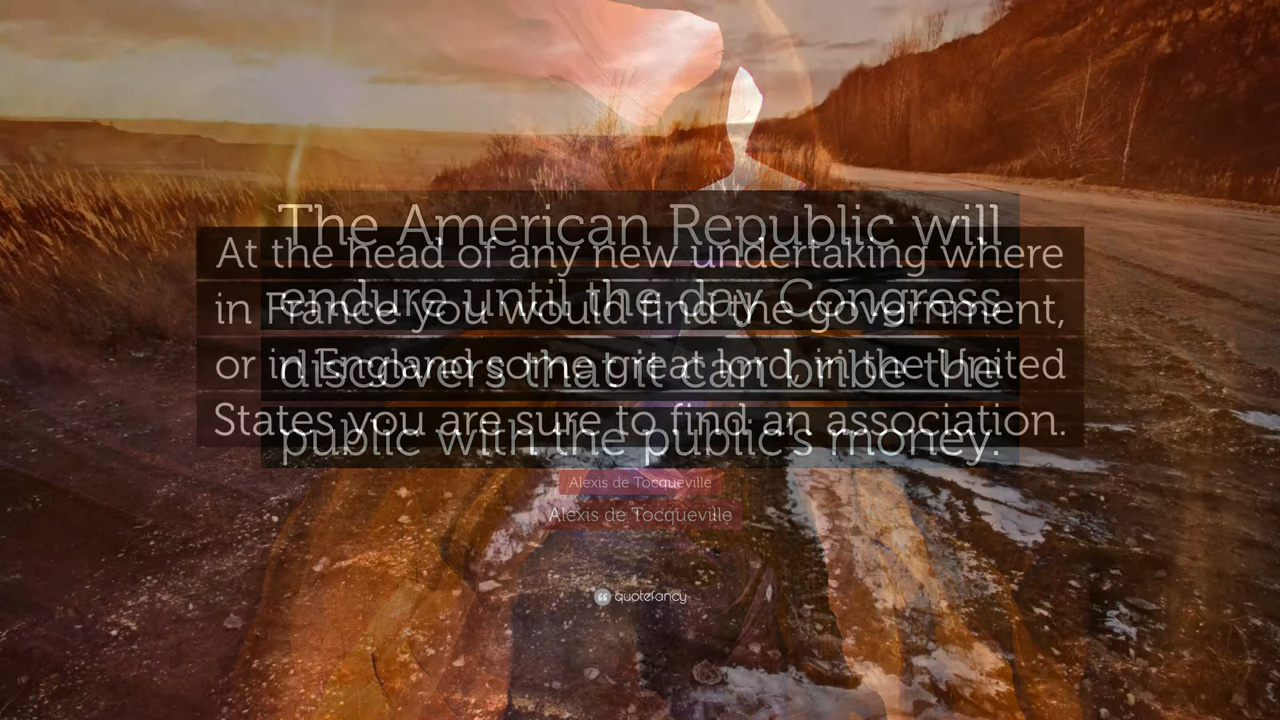 The American Republic will
endure until the day Congress
discovers that it can bribe the
public with the public's money.
Alexis de Tocqueville
At the head of any new undertaking where
in France you would find the government,
or in England some great lord, in the United
States you are sure to find an association.
Alexis de Tocqueville
quotefancy